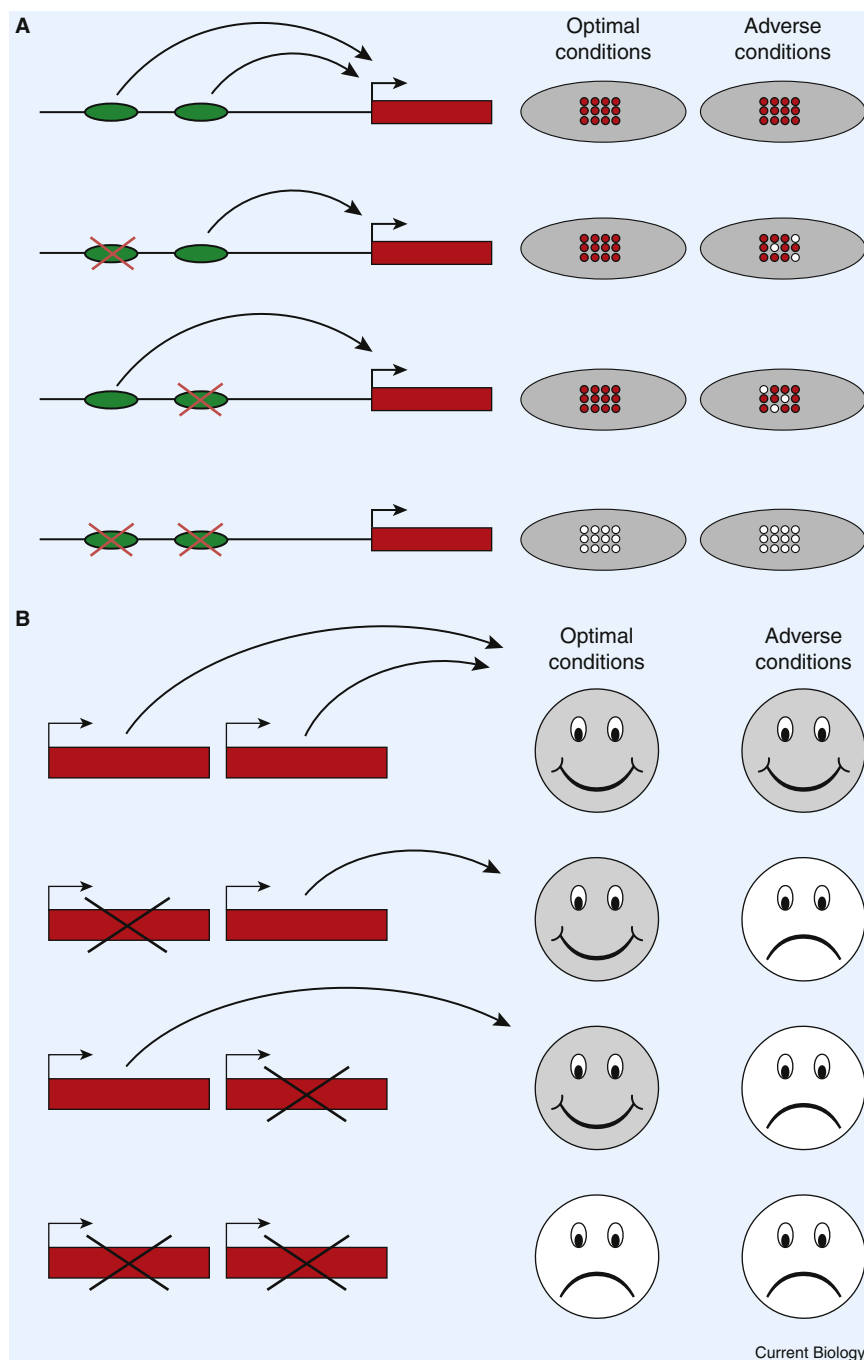 A
Optimal
conditions
Adverse
conditions
B
Optimal
conditions
Adverse
conditions
Current Biology